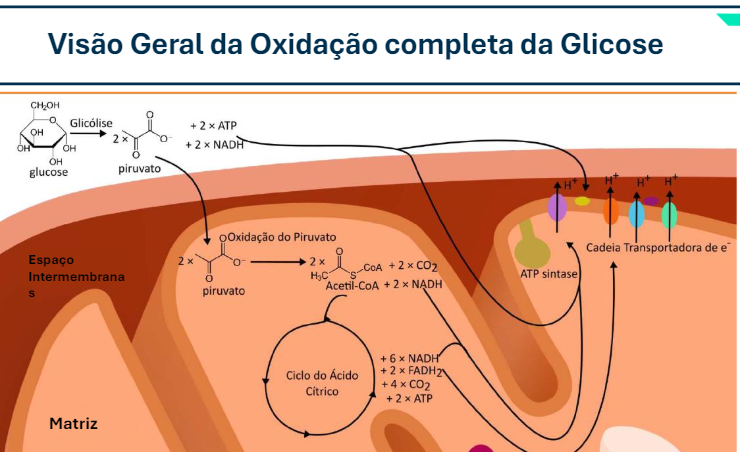 Visão Geral da Oxidação completa da Glicose
CH₂OH
O
OH
OH
OH
OH
glucose
Glicólise
2 ×
O
O⁻
O
piruvato
+ 2 × ATP
+ 2 × NADH
H⁺
H⁺
H⁺
H⁺
Cadeia Transportadora de e⁻
ATP sintase
Espaço
Intermembrana
s
Oxidação do Piruvato
2 ×
O
O⁻
O
piruvato
2 ×
O
H₃C
S
CoA
+ 2 × CO₂
Acetil-CoA
+ 2 × NADH
Ciclo do Ácido
Cítrico
+ 6 × NADH
+ 2 × FADH₂
+ 4 × CO₂
+ 2 × ATP
Matriz